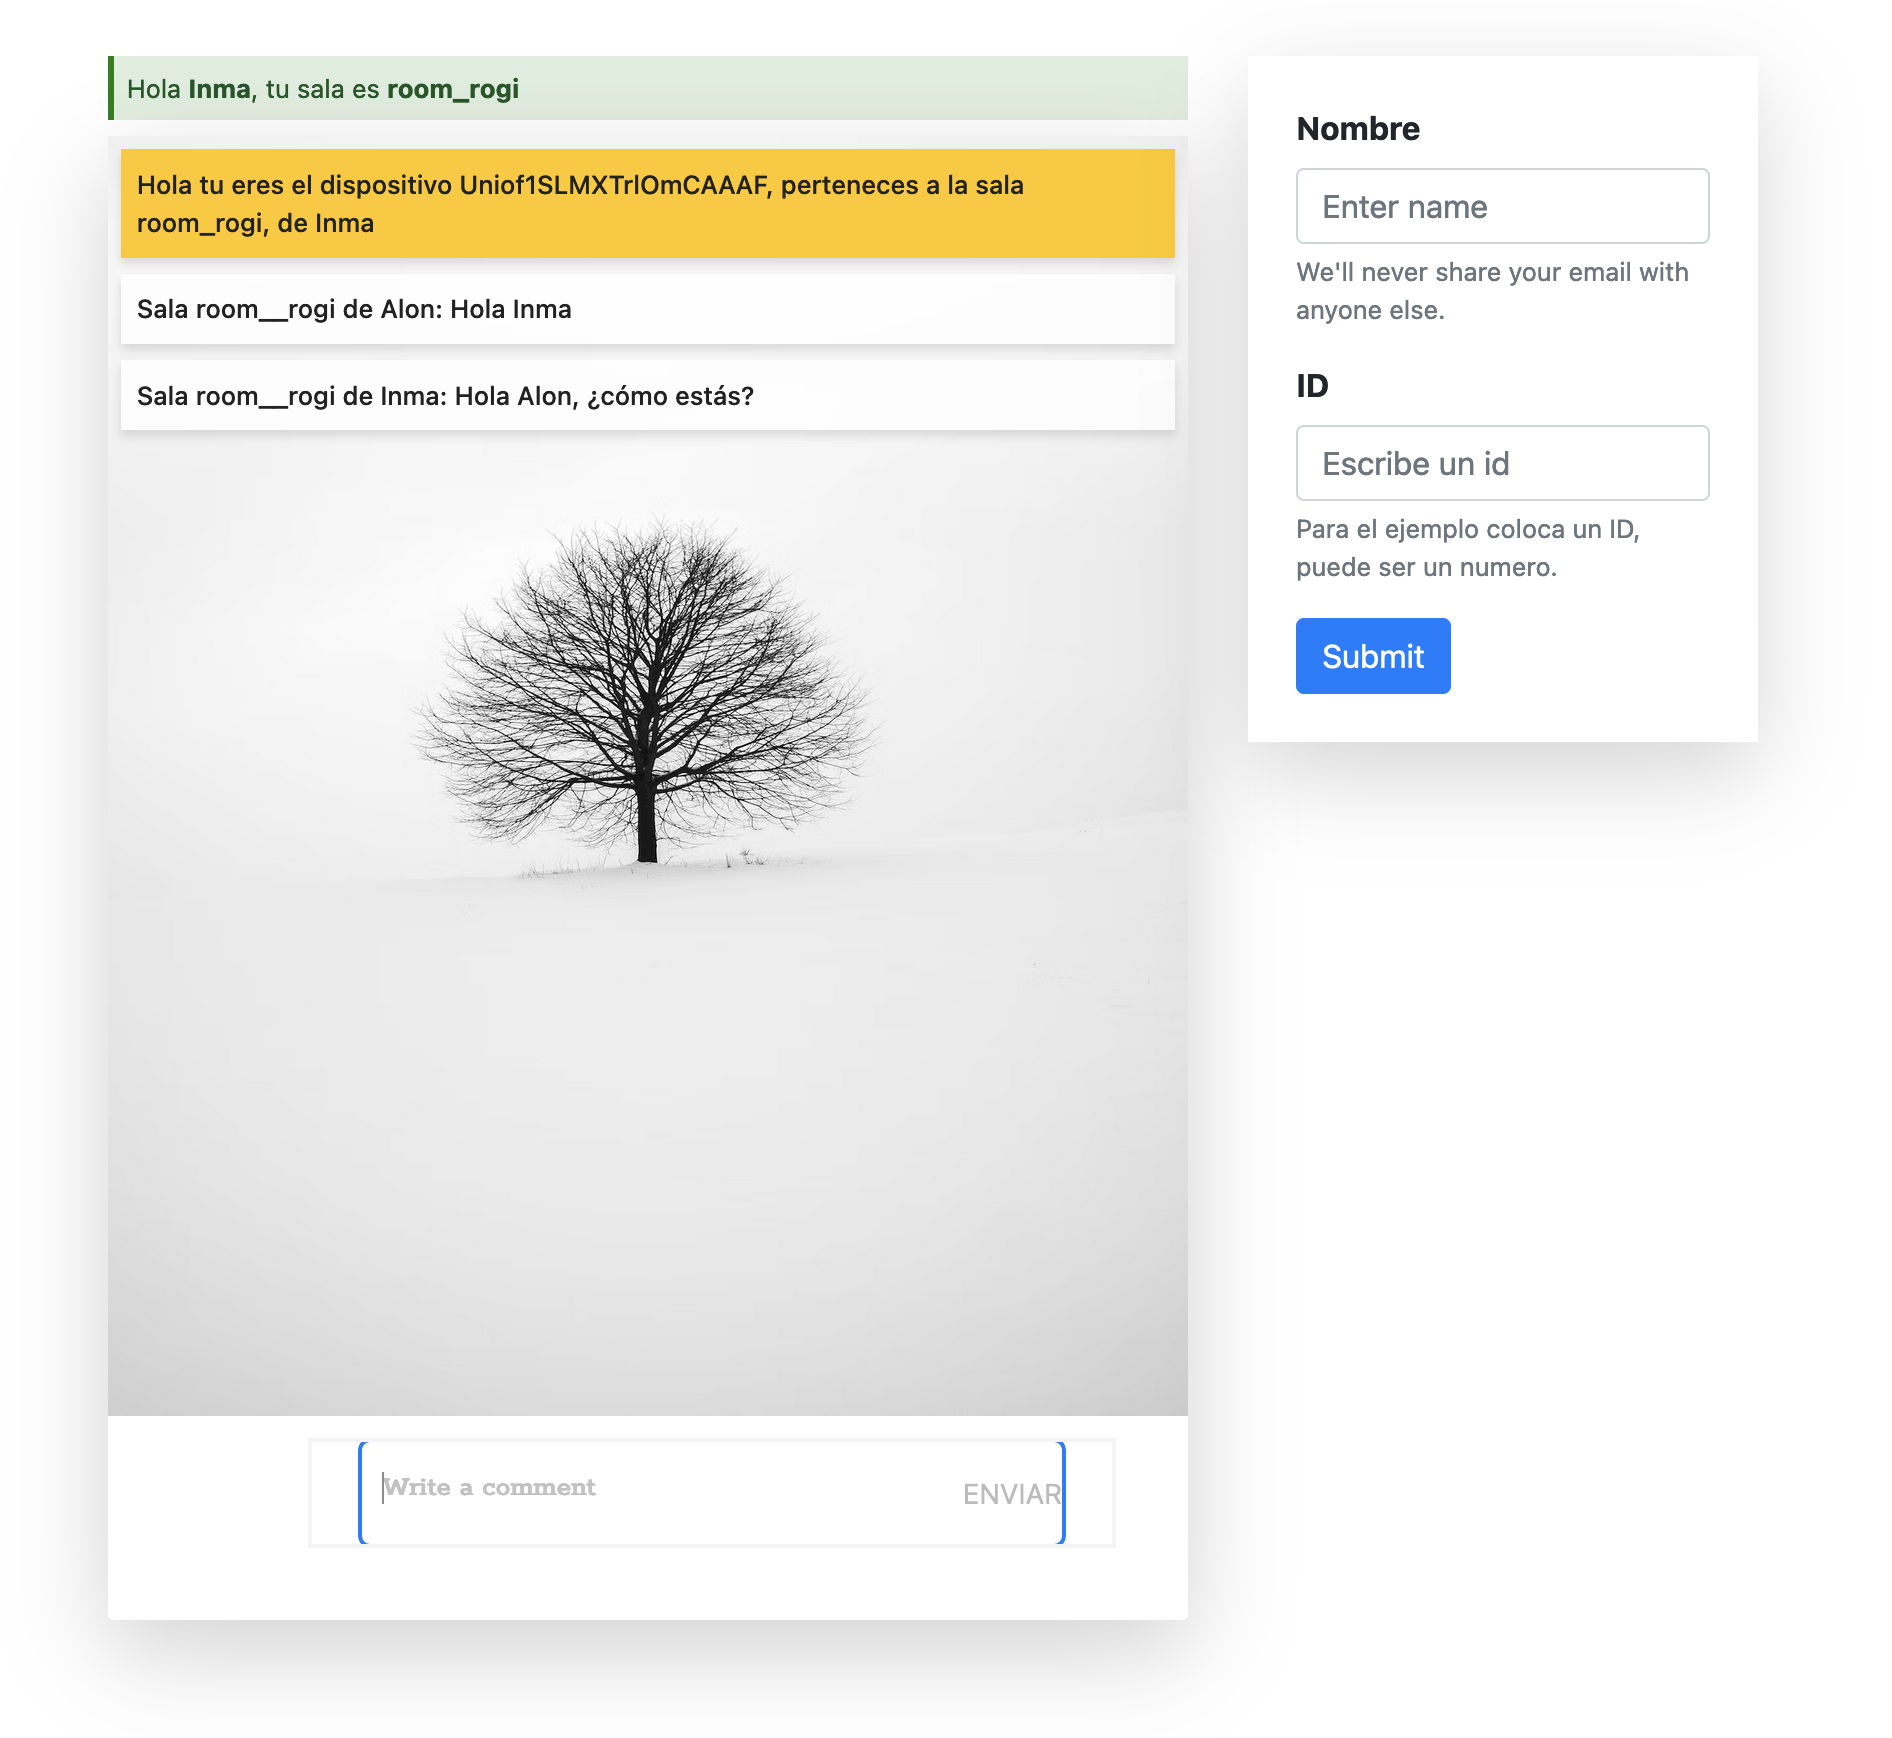 Hola Inma, tu sala es room_rogi
Hola tu eres el dispositivo Uniof1SLMXTrlOmCAAAF, perteneces a la sala
room_rogi, de Inma
Sala room__rogi de Alon: Hola Inma
Sala room__rogi de Inma: Hola Alon, ¿cómo estás?
Write a comment
ENVIAR
Nombre
Enter name
We'll never share your email with
anyone else.
ID
Escribe un id
Para el ejemplo coloca un ID,
puede ser un numero.
Submit